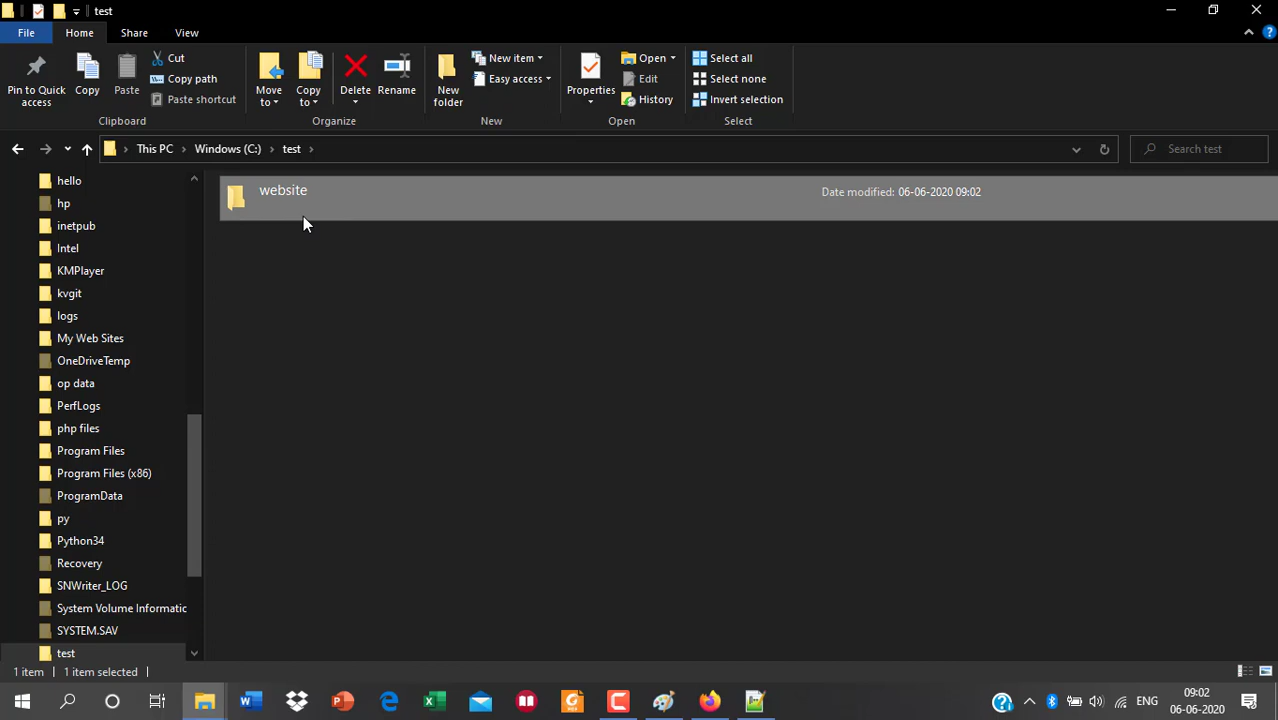 test
File Home Share View
Pin to Quick access
Copy
Paste
Cut
Copy path
Paste shortcut
Clipboard
Move to
Copy to
Delete
Rename
Organize
New folder
New item
Easy access
New
Properties
Open
Edit
History
Open
Select all
Select none
Invert selection
Select
This PC Windows (C:) test
Search test
hello
hp
inetpub
Intel
KMPlayer
kvgit
logs
My Web Sites
OneDriveTemp
op data
PerfLogs
php files
Program Files
Program Files (x86)
ProgramData
py
Python34
Recovery
SNWriter_LOG
System Volume Informatic
SYSTEM.SAV
test
website
Date modified: 06-06-2020 09:02
1 item 1 item selected
ENG
09:02
06-06-2020